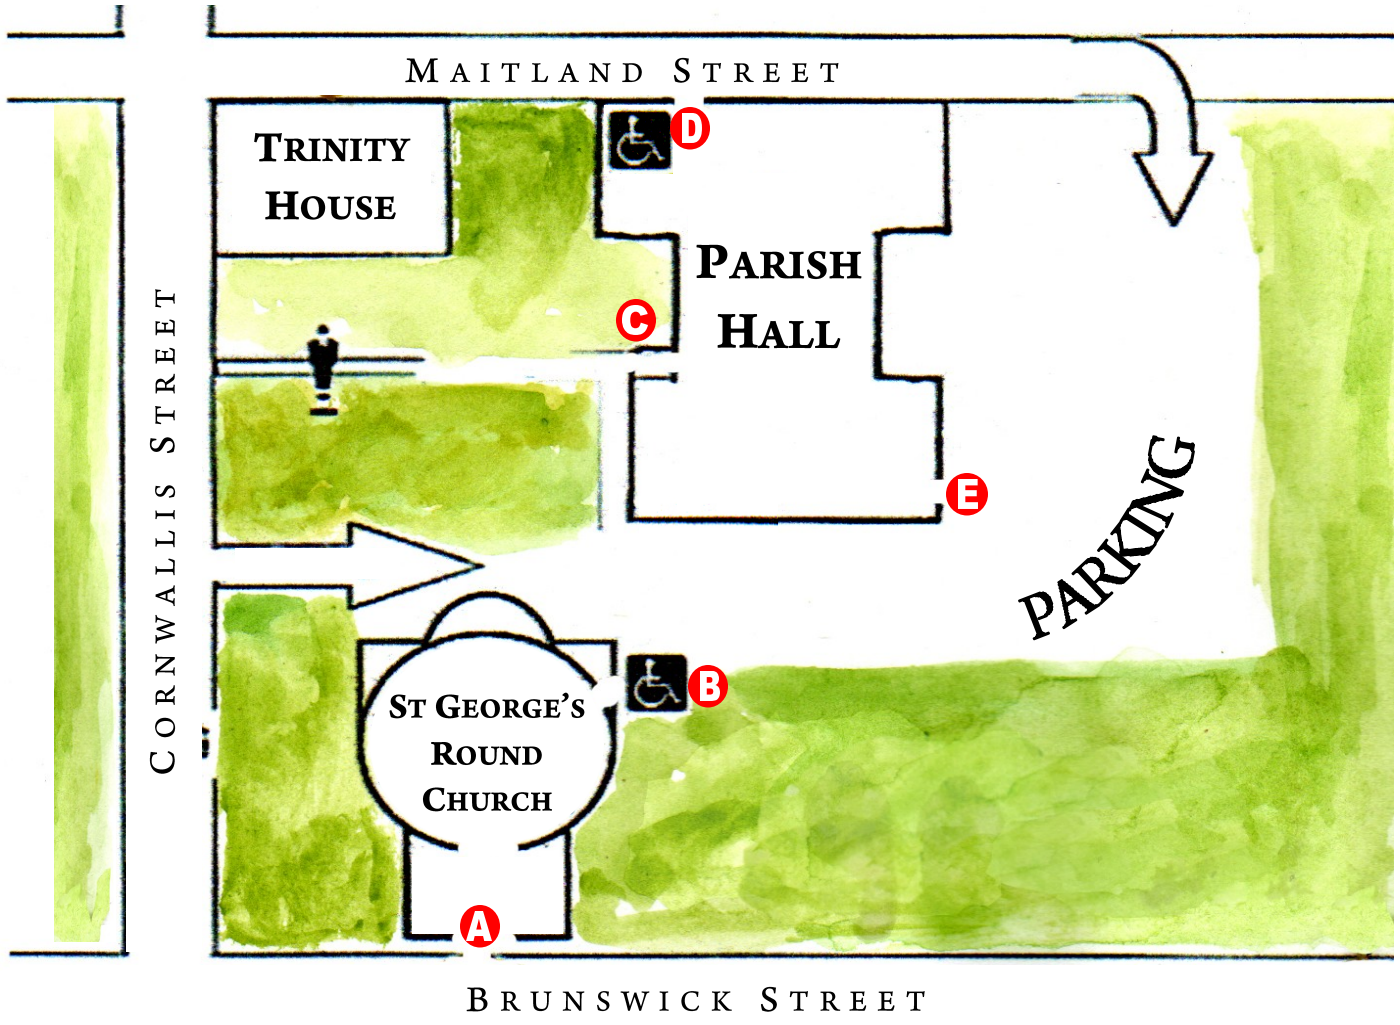 MAITLAND STREET
TRINITY
HOUSE
D
PARISH
HALL
C
CORNWALLIS STREET
E
PARKING
B
ST GEORGE'S
ROUND
CHURCH
A
BRUNSWICK STREET